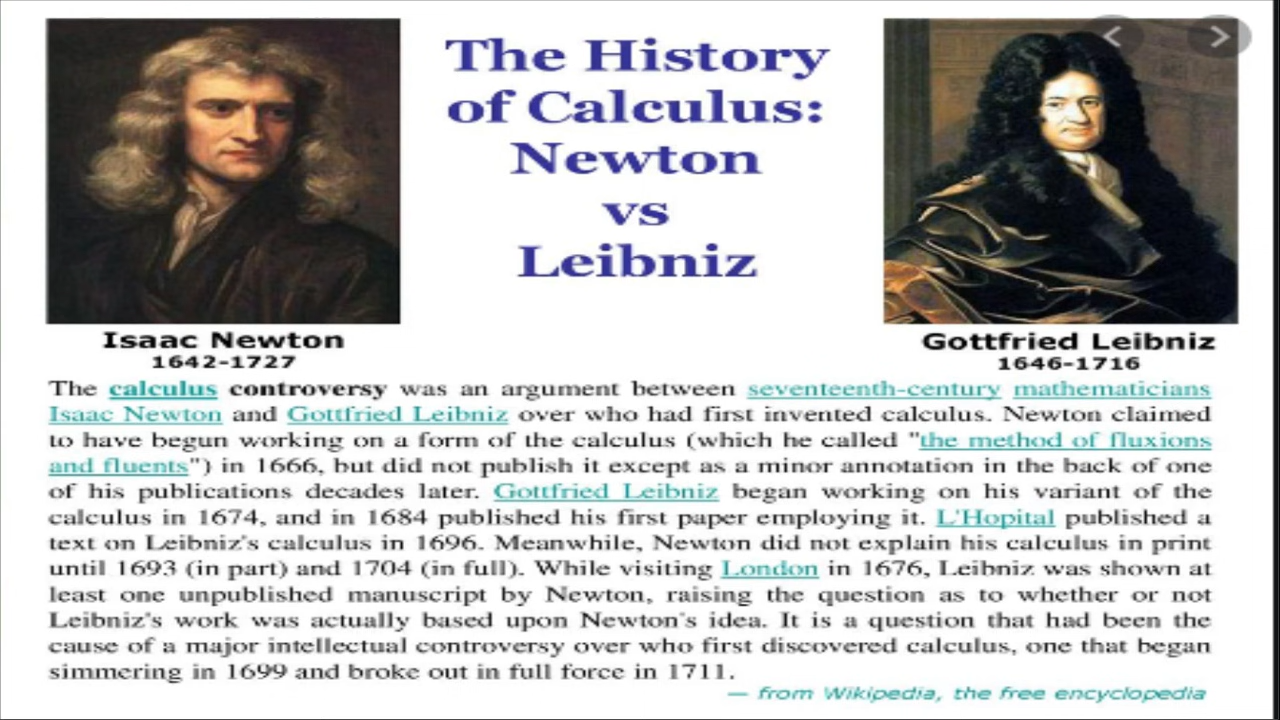 The History
of Calculus:
Newton
vs
Leibniz
Isaac Newton
1642-1727
Gottfried Leibniz
1646-1716
The calculus controversy was an argument between seventeenth-century mathematicians
Isaac Newton and Gottfried Leibniz over who had first invented calculus. Newton claimed
to have begun working on a form of the calculus (which he called "the method of fluxions
and fluents") in 1666, but did not publish it except as a minor annotation in the back of one
of his publications decades later. Gottfried Leibniz began working on his variant of the
calculus in 1674, and in 1684 published his first paper employing it. L'Hopital published a
text on Leibniz's calculus in 1696. Meanwhile, Newton did not explain his calculus in print
until 1693 (in part) and 1704 (in full). While visiting London in 1676, Leibniz was shown at
least one unpublished manuscript by Newton, raising the question as to whether or not
Leibniz's work was actually based upon Newton's idea. It is a question that had been the
cause of a major intellectual controversy over who first discovered calculus, one that began
simmering in 1699 and broke out in full force in 1711.
— from Wikipedia, the free encyclopedia